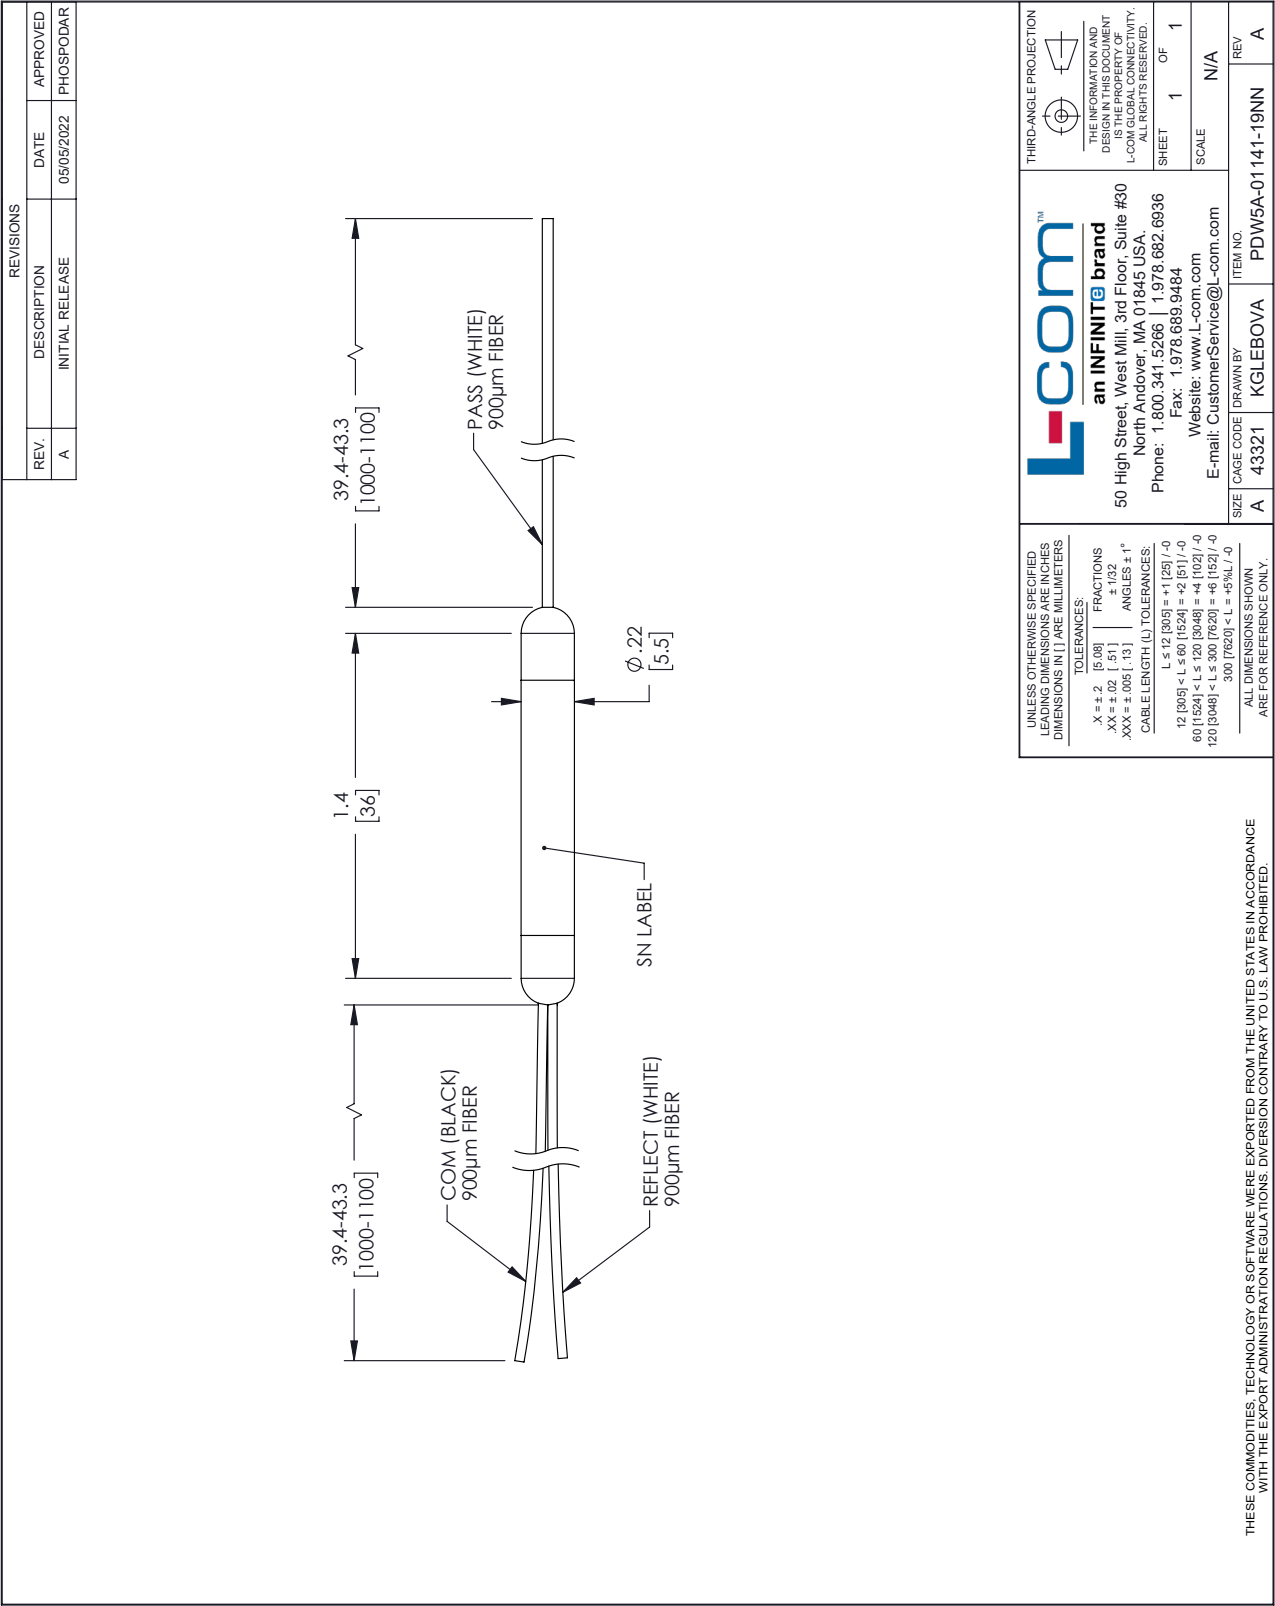 REVISIONS
REV. DESCRIPTION DATE APPROVED
A INITIAL RELEASE 05/05/2022 PHOSPODAR
39.4-43.3
[1000-1100]
1.4
[36]
39.4-43.3
[1000-1100]
COM (BLACK)
900µm FIBER
PASS (WHITE)
900µm FIBER
SN LABEL
Ø.22
[5.5]
REFLECT (WHITE)
900µm FIBER
UNLESS OTHERWISE SPECIFIED
LEADING DIMENSIONS ARE INCHES
DIMENSIONS IN [ ] ARE MILLIMETERS
TOLERANCES:
.X = ± .2 [5.08] FRACTIONS
.XX = ± .02 [ .51 ] ± 1/32
.XXX = ± .005 [ .13 ] ANGLES ± 1°
CABLE LENGTH (L) TOLERANCES:
L ≤ 12 [305] = +1 [25] / -0
12 [305] < L ≤ 60 [1524] = +2 [51] / -0
60 [1524] < L ≤ 120 [3048] = +4 [102] / -0
120 [3048] < L ≤ 300 [7620] = +6 [152] / -0
300 [7620] < L = +5%L / -0
ALL DIMENSIONS SHOWN
ARE FOR REFERENCE ONLY.
L-com™
an INFINITe brand
50 High Street, West Mill, 3rd Floor, Suite #30
North Andover, MA 01845 USA.
Phone: 1.800.341.5266 | 1.978.682.6936
Fax: 1.978.689.9484
Website: www.L-com.com
E-mail: CustomerService@L-com.com
THIRD-ANGLE PROJECTION
THE INFORMATION AND
DESIGN IN THIS DOCUMENT
IS THE PROPERTY OF
L-COM GLOBAL CONNECTIVITY.
ALL RIGHTS RESERVED.
SHEET 1 OF 1
SCALE N/A
SIZE CAGE CODE DRAWN BY ITEM NO. REV
A 43321 KGLEBOVA PDW5A-01141-19NN A
THESE COMMODITIES, TECHNOLOGY OR SOFTWARE WERE EXPORTED FROM THE UNITED STATES IN ACCORDANCE
WITH THE EXPORT ADMINISTRATION REGULATIONS. DIVERSION CONTRARY TO U.S. LAW PROHIBITED.